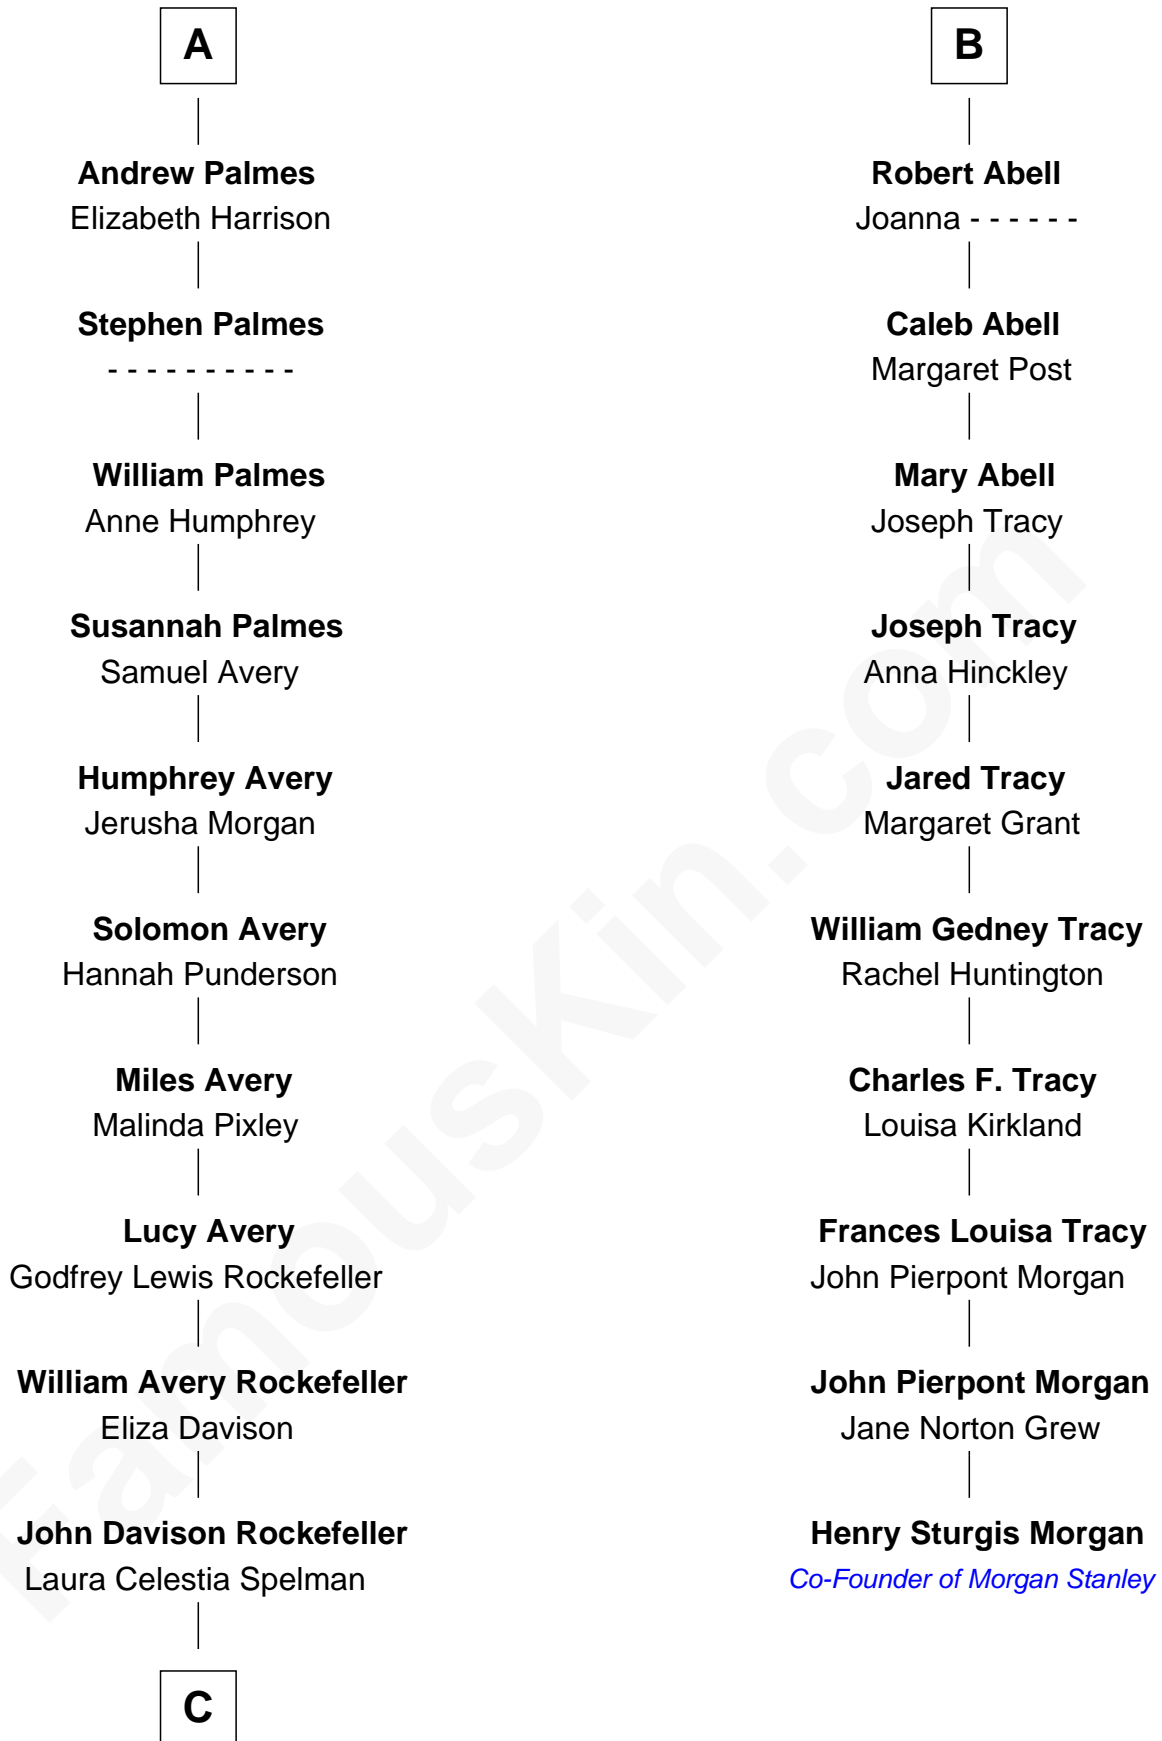 A
Andrew Palmes
Elizabeth Harrison
Stephen Palmes
- - - - - - - - - -
William Palmes
Anne Humphrey
Susannah Palmes
Samuel Avery
Humphrey Avery
Jerusha Morgan
Solomon Avery
Hannah Punderson
Miles Avery
Malinda Pixley
Lucy Avery
Godfrey Lewis Rockefeller
William Avery Rockefeller
Eliza Davison
John Davison Rockefeller
Laura Celestia Spelman
C
B
Robert Abell
Joanna - - - - - -
Caleb Abell
Margaret Post
Mary Abell
Joseph Tracy
Joseph Tracy
Anna Hinckley
Jared Tracy
Margaret Grant
William Gedney Tracy
Rachel Huntington
Charles F. Tracy
Louisa Kirkland
Frances Louisa Tracy
John Pierpont Morgan
John Pierpont Morgan
Jane Norton Grew
Henry Sturgis Morgan
Co-Founder of Morgan Stanley
FamousKin.com